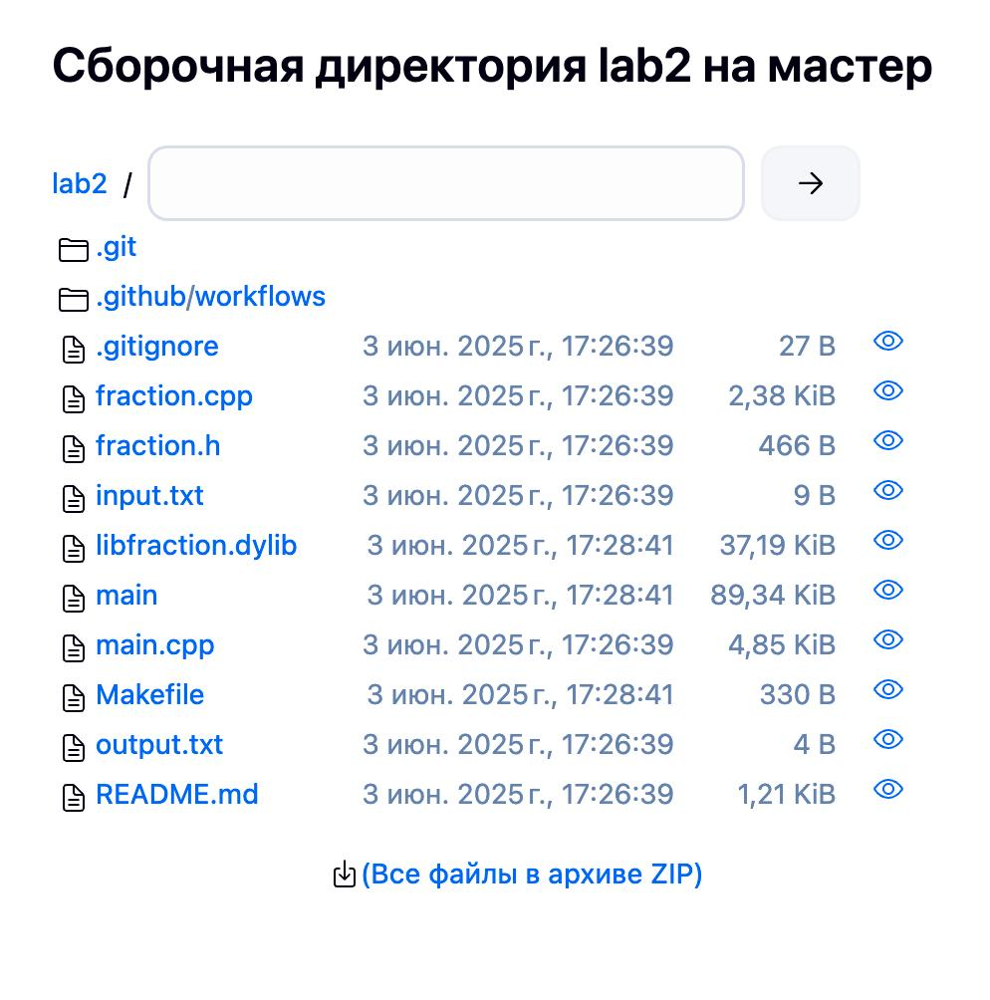 Сборочная директория lab2 на мастер
lab2 /
.git
.github/workflows
.gitignore 3 июн. 2025 г., 17:26:39 27 B
fraction.cpp 3 июн. 2025 г., 17:26:39 2,38 KiB
fraction.h 3 июн. 2025 г., 17:26:39 466 B
input.txt 3 июн. 2025 г., 17:26:39 9 B
libfraction.dylib 3 июн. 2025 г., 17:28:41 37,19 KiB
main 3 июн. 2025 г., 17:28:41 89,34 KiB
main.cpp 3 июн. 2025 г., 17:26:39 4,85 KiB
Makefile 3 июн. 2025 г., 17:28:41 330 B
output.txt 3 июн. 2025 г., 17:26:39 4 B
README.md 3 июн. 2025 г., 17:26:39 1,21 KiB
(Все файлы в архиве ZIP)